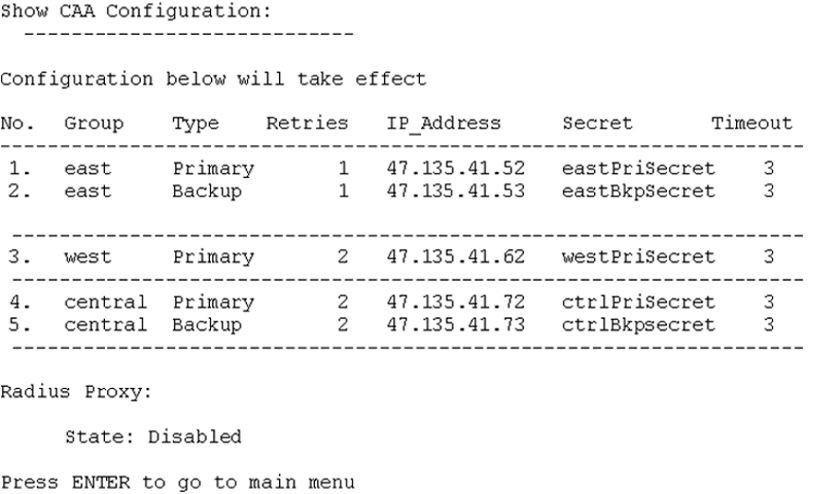 Show CAA Configuration:
----------------------------
Configuration below will take effect
No. Group Type Retries IP_Address Secret Timeout
--------------------------------------------------------------------
1. east Primary 1 47.135.41.52 eastPriSecret 3
2. east Backup 1 47.135.41.53 eastBkpSecret 3
-------------------------------------------------------------------
3. west Primary 2 47.135.41.62 westPriSecret 3
-------------------------------------------------------------------
4. central Primary 2 47.135.41.72 ctrlPriSecret 3
5. central Backup 2 47.135.41.73 ctrlBkpsecret 3
-------------------------------------------------------------------
Radius Proxy:
State: Disabled
Press ENTER to go to main menu